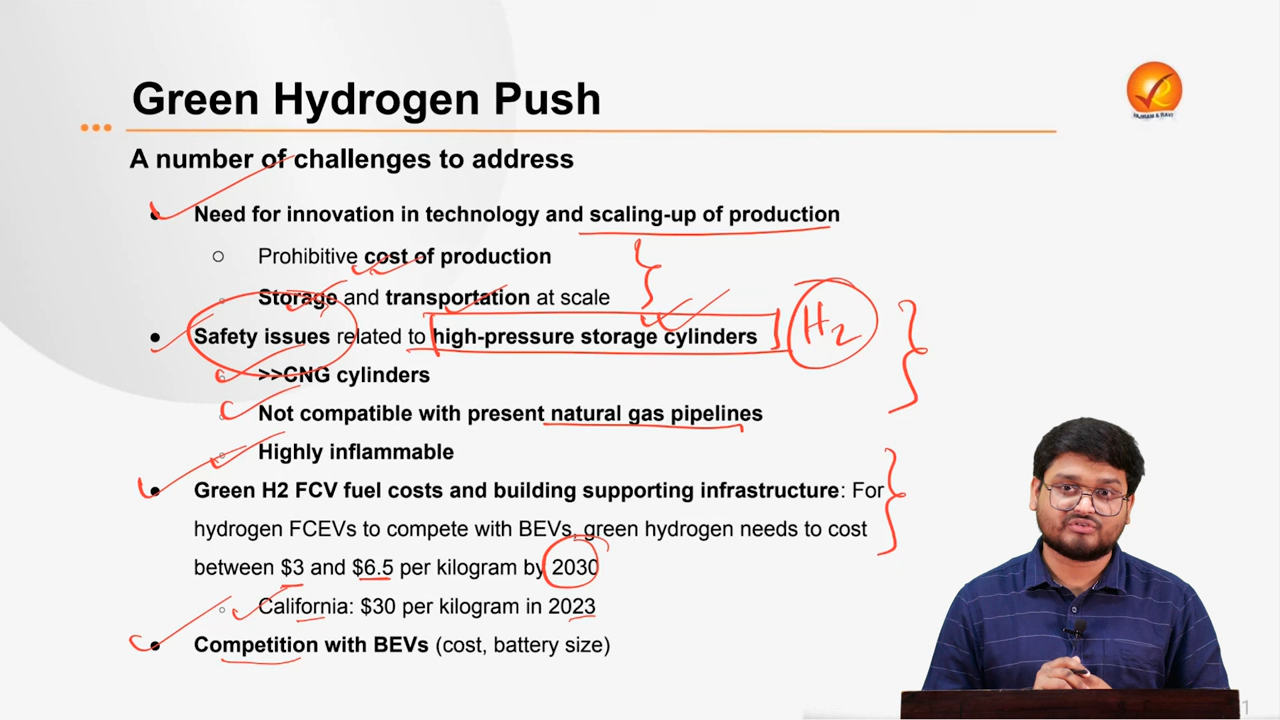 Green Hydrogen Push
VAJIRAM & RAVI
A number of challenges to address
Need for innovation in technology and scaling-up of production
Prohibitive cost of production
Storage and transportation at scale
Safety issues related to high-pressure storage cylinders
H2
>>CNG cylinders
Not compatible with present natural gas pipelines
Highly inflammable
Green H2 FCV fuel costs and building supporting infrastructure: For
hydrogen FCEVs to compete with BEVs, green hydrogen needs to cost
between $3 and $6.5 per kilogram by 2030
California: $30 per kilogram in 2023
Competition with BEVs (cost, battery size)